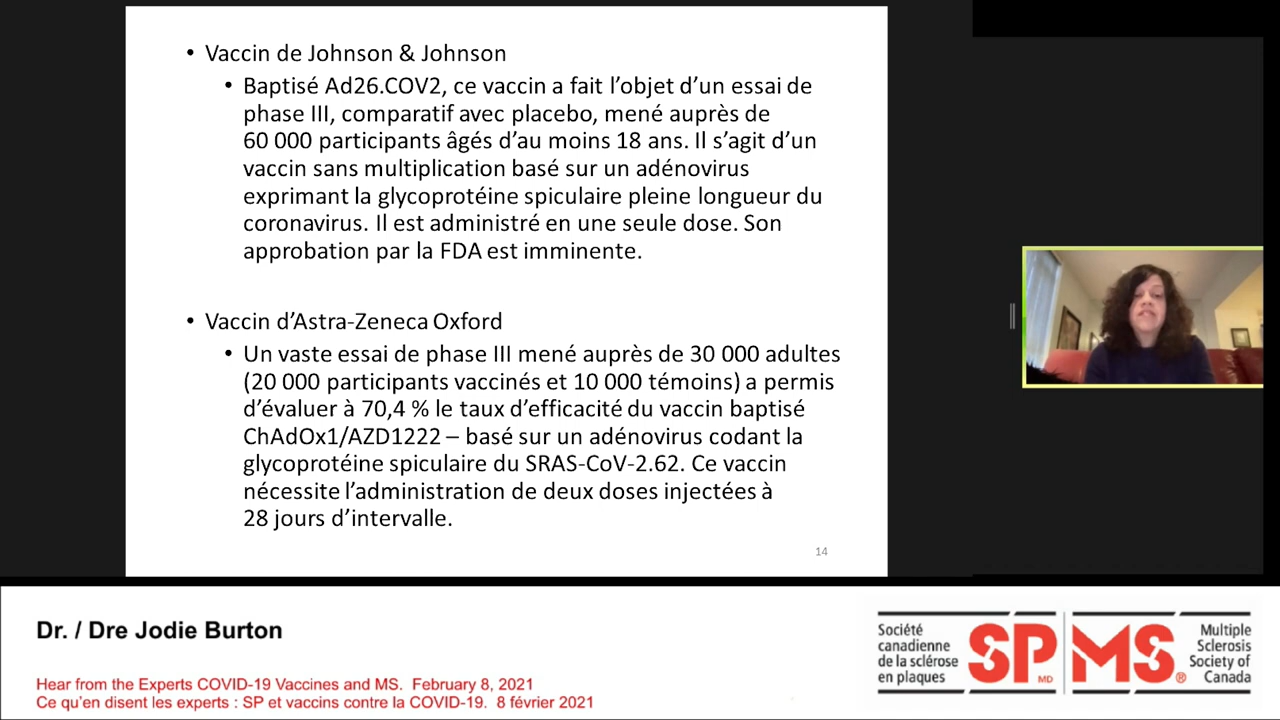 • Vaccin de Johnson & Johnson
• Baptisé Ad26.COV2, ce vaccin a fait l’objet d’un essai de
phase III, comparatif avec placebo, mené auprès de
60 000 participants âgés d’au moins 18 ans. Il s’agit d’un
vaccin sans multiplication basé sur un adénovirus
exprimant la glycoprotéine spiculaire pleine longueur du
coronavirus. Il est administré en une seule dose. Son
approbation par la FDA est imminente.
• Vaccin d’Astra-Zeneca Oxford
• Un vaste essai de phase III mené auprès de 30 000 adultes
(20 000 participants vaccinés et 10 000 témoins) a permis
d’évaluer à 70,4 % le taux d’efficacité du vaccin baptisé
ChAdOx1/AZD1222 – basé sur un adénovirus codant la
glycoprotéine spiculaire du SRAS-CoV-2.62. Ce vaccin
nécessite l’administration de deux doses injectées à
28 jours d’intervalle.
14
Dr. / Dre Jodie Burton
Hear from the Experts COVID-19 Vaccines and MS. February 8, 2021
Ce qu'en disent les experts : SP et vaccins contre la COVID-19. 8 février 2021
Société
canadienne
de la sclérose
en plaques
SP
MD
MS
®
Multiple
Sclerosis
Society of
Canada